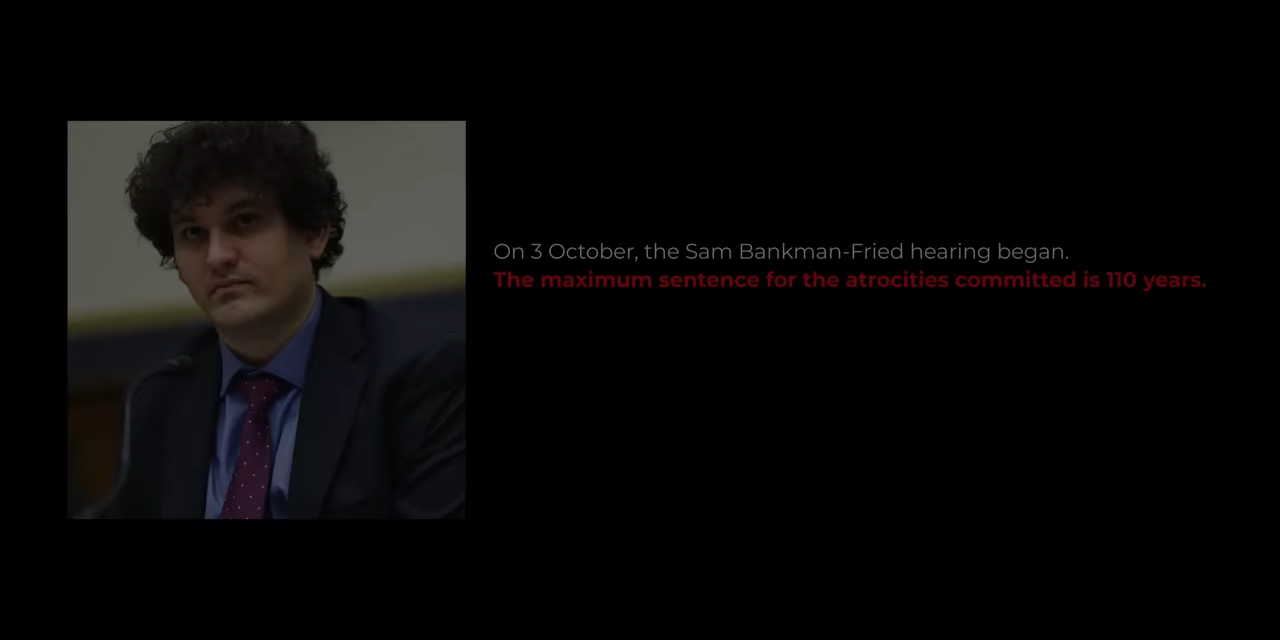 On 3 October, the Sam Bankman-Fried hearing began.
The maximum sentence for the atrocities committed is 110 years.